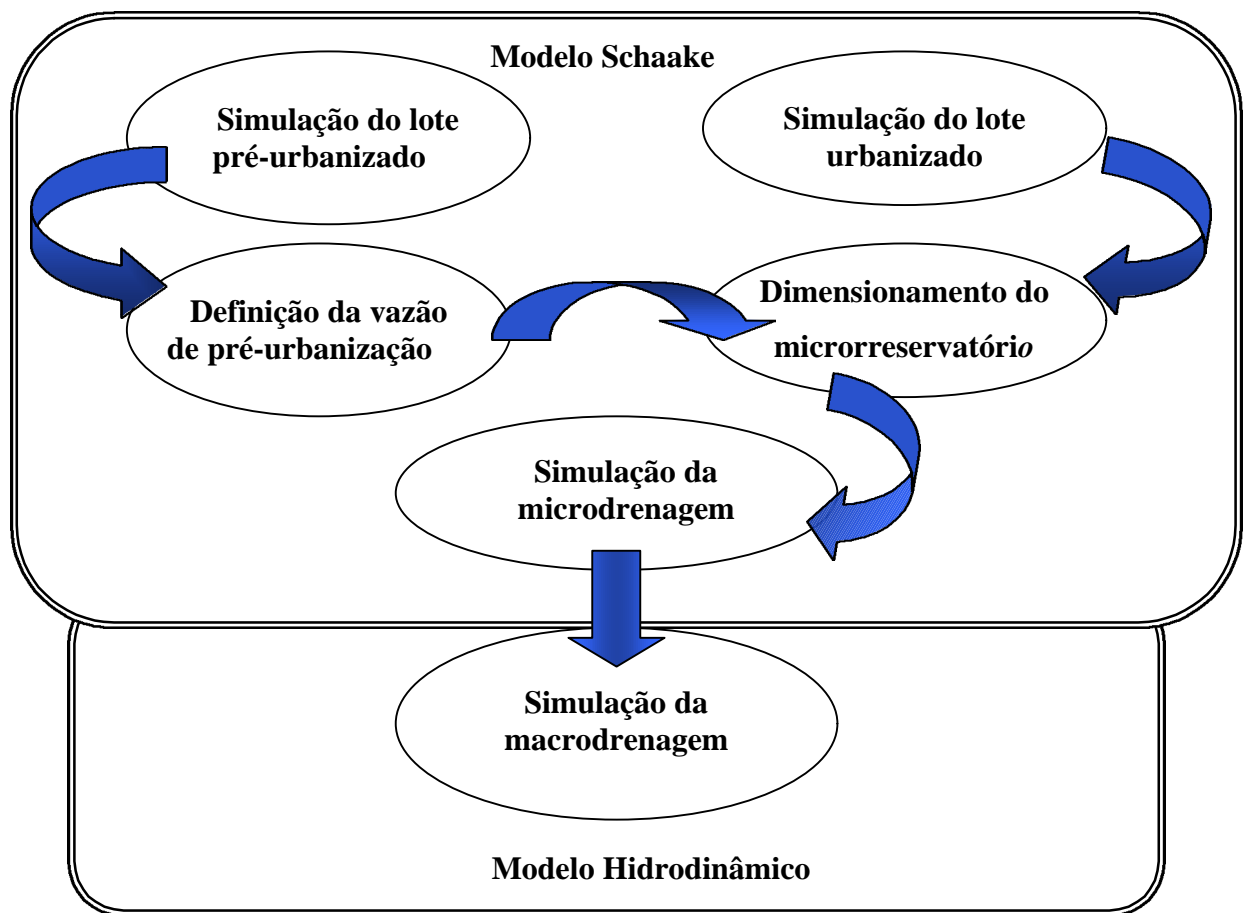 Modelo Schaake
Simulação do lote
pré-urbanizado
Simulação do lote
urbanizado
Definição da vazão
de pré-urbanização
Dimensionamento do
microrreservatório
Simulação da
microdrenagem
Simulação da
macrodrenagem
Modelo Hidrodinâmico